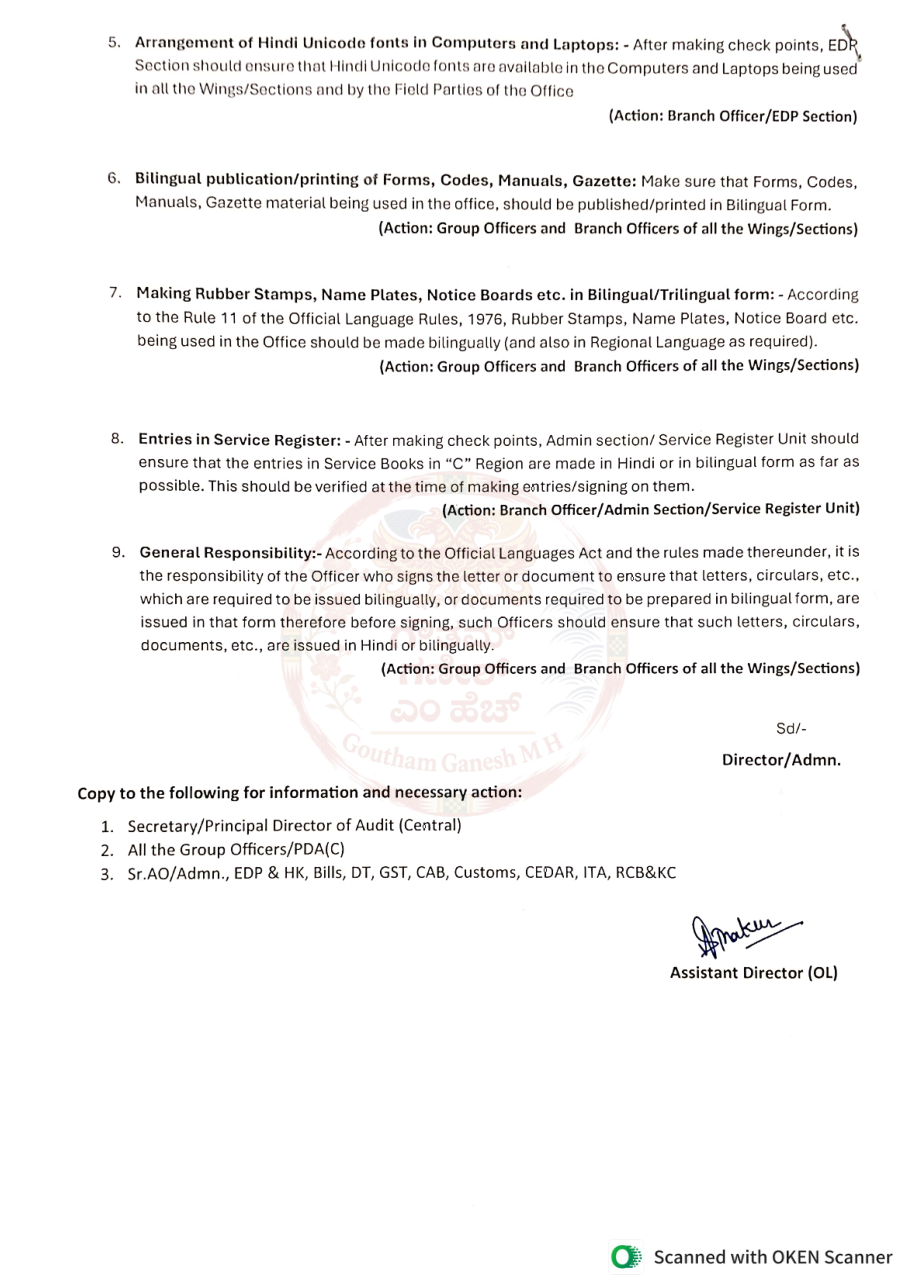 5. Arrangement of Hindi Unicode fonts in Computers and Laptops: - After making check points, EDP
Section should ensure that Hindi Unicode fonts are available in the Computers and Laptops being used
in all the Wings/Sections and by the Field Parties of the Office
(Action: Branch Officer/EDP Section)
6. Bilingual publication/printing of Forms, Codes, Manuals, Gazette: Make sure that Forms, Codes,
Manuals, Gazette material being used in the office, should be published/printed in Bilingual Form.
(Action: Group Officers and Branch Officers of all the Wings/Sections)
7. Making Rubber Stamps, Name Plates, Notice Boards etc. in Bilingual/Trilingual form: - According
to the Rule 11 of the Official Language Rules, 1976, Rubber Stamps, Name Plates, Notice Board etc.
being used in the Office should be made bilingually (and also in Regional Language as required).
(Action: Group Officers and Branch Officers of all the Wings/Sections)
8. Entries in Service Register: - After making check points, Admin section/ Service Register Unit should
ensure that the entries in Service Books in "C" Region are made in Hindi or in bilingual form as far as
possible. This should be verified at the time of making entries/signing on them.
(Action: Branch Officer/Admin Section/Service Register Unit)
9. General Responsibility:- According to the Official Languages Act and the rules made thereunder, it is
the responsibility of the Officer who signs the letter or document to ensure that letters, circulars, etc.,
which are required to be issued bilingually, or documents required to be prepared in bilingual form, are
issued in that form therefore before signing, such Officers should ensure that such letters, circulars,
documents, etc., are issued in Hindi or bilingually.
(Action: Group Officers and Branch Officers of all the Wings/Sections)
ಗೌತಮ್
ಗಣೇಶ್
ಎಂ ಹೆಚ್
Goutham Ganesh M H
Sd/-
Director/Admn.
Copy to the following for information and necessary action:
1. Secretary/Principal Director of Audit (Central)
2. All the Group Officers/PDA(C)
3. Sr.AO/Admn., EDP & HK, Bills, DT, GST, CAB, Customs, CEDAR, ITA, RCB&KC
Assistant Director (OL)
Scanned with OKEN Scanner